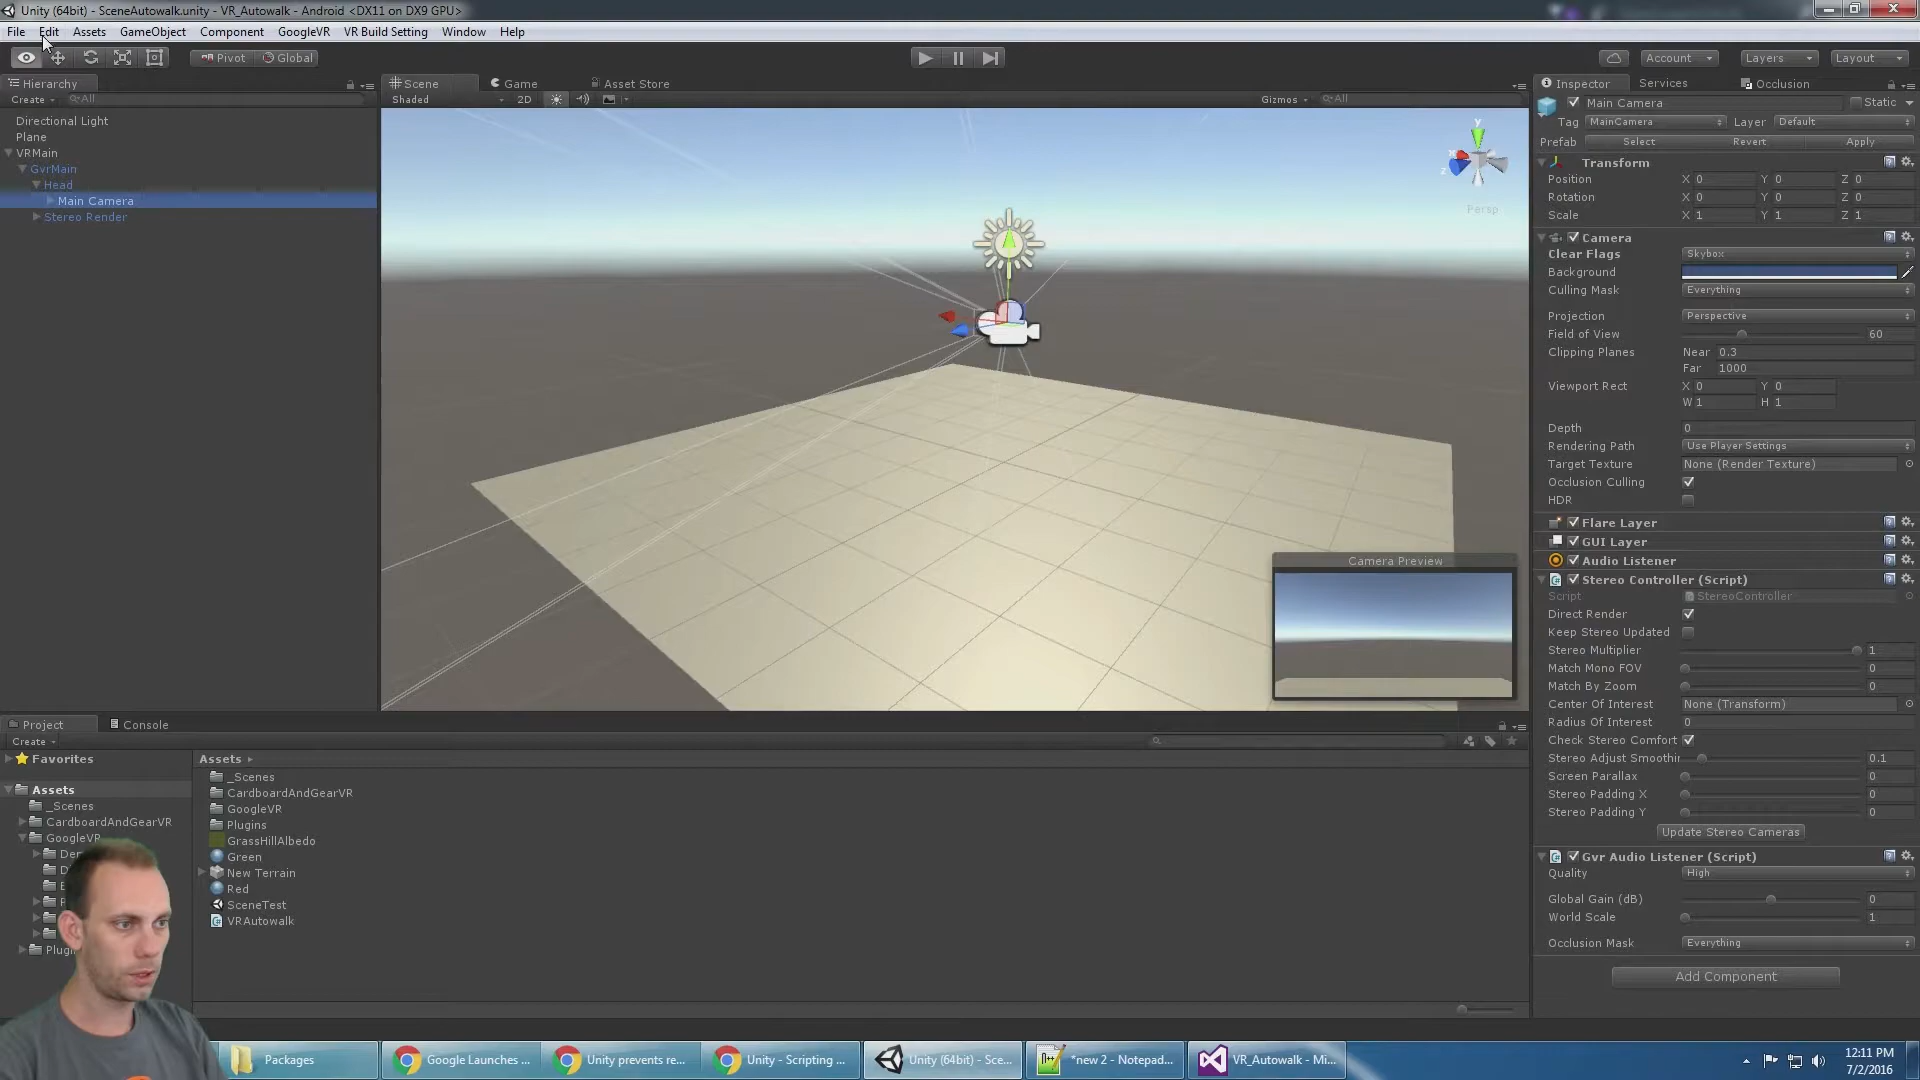 Unity (64bit) - SceneAutowalk.unity - VR_Autowalk - Android <DX11 on DX9 GPU>
File Edit Assets GameObject Component GoogleVR VR Build Setting Window Help
Pivot Global Account Layers Layout
Hierarchy
Create All
Directional Light
Plane
VRMain
GvrMain
Head
Main Camera
Stereo Render
Scene Game Asset Store
Shaded 2D Gizmos All
y
x
z
Persp
Camera Preview
Inspector Services Occlusion
Main Camera Static
Tag MainCamera Layer Default
Prefab Select Revert Apply
Transform
Position X 0 Y 0 Z 0
Rotation X 0 Y 0 Z 0
Scale X 1 Y 1 Z 1
Camera
Clear Flags Skybox
Background
Culling Mask Everything
Projection Perspective
Field of View 60
Clipping Planes Near 0.3
Far 1000
Viewport Rect X 0 Y 0
W 1 H 1
Depth 0
Rendering Path Use Player Settings
Target Texture None (Render Texture)
Occlusion Culling
HDR
Flare Layer
GUI Layer
Audio Listener
Stereo Controller (Script)
Script StereoController
Direct Render
Keep Stereo Updated
Stereo Multiplier 1
Match Mono FOV 0
Match By Zoom 0
Center Of Interest None (Transform)
Radius Of Interest 0
Check Stereo Comfort
Stereo Adjust Smoothir 0.1
Screen Parallax 0
Stereo Padding X 0
Stereo Padding Y 0
Update Stereo Cameras
Gvr Audio Listener (Script)
Quality High
Global Gain (dB) 0
World Scale 1
Occlusion Mask Everything
Add Component
Project Console
Create
Favorites
Assets
_Scenes
CardboardAndGearVR
GoogleVR
Plugi
Assets
_Scenes
CardboardAndGearVR
GoogleVR
Plugins
GrassHillAlbedo
Green
New Terrain
Red
SceneTest
VRAutowalk
Packages Google Launches ... Unity prevents re... Unity - Scripting ... Unity (64bit) - Sce... *new 2 - Notepad... VR_Autowalk - Mi...
12:11 PM
7/2/2016